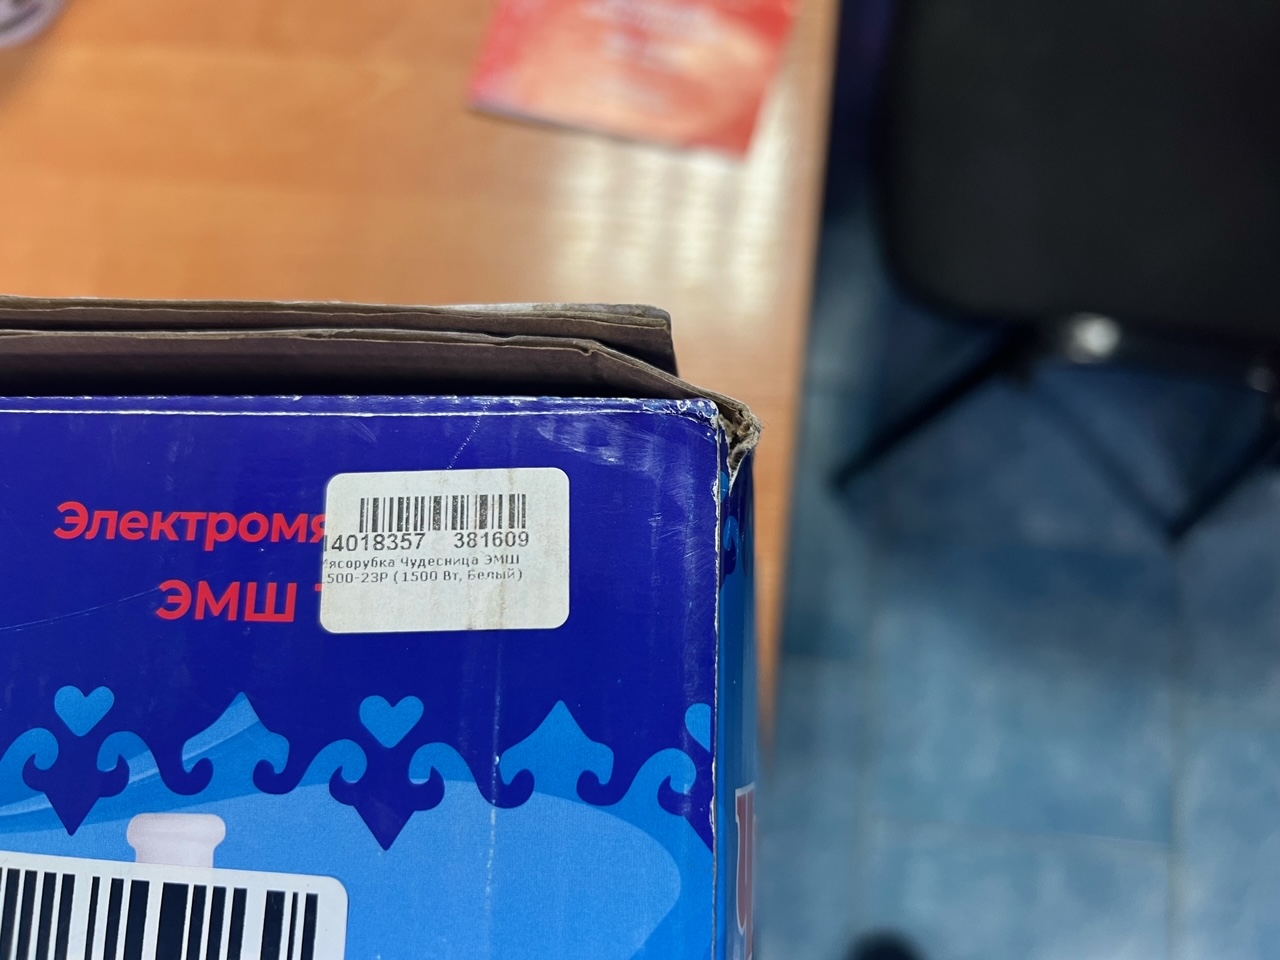 Электромя
ЭМШ
14018357 381609
Мясорубка Чудесница ЭМШ
1500-23Р (1500 Вт, Белый)